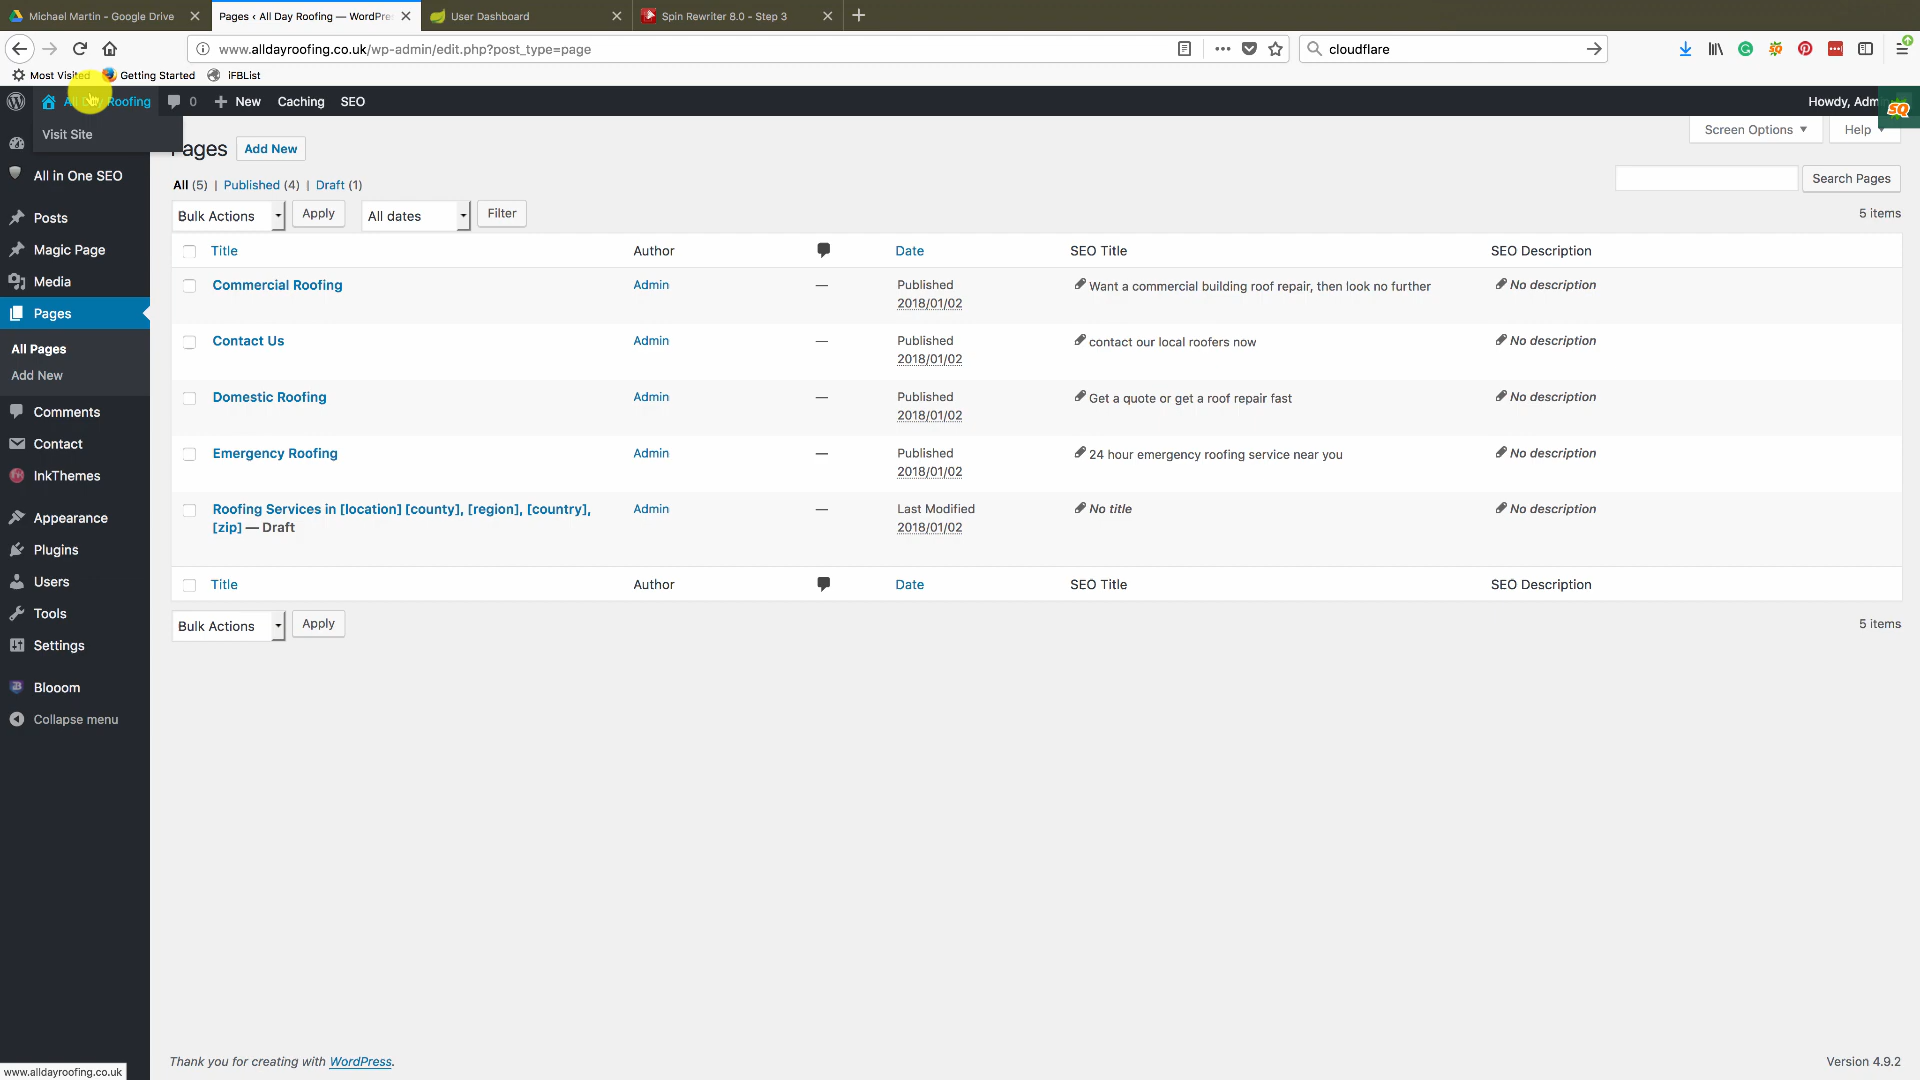 Michael Martin - Google Drive
Pages ‹ All Day Roofing — WordPre
User Dashboard
Spin Rewriter 8.0 - Step 3
www.alldayroofing.co.uk/wp-admin/edit.php?post_type=page
cloudflare
Most Visited
Getting Started
iFBList
All Day Roofing
0
New
Caching
SEO
Howdy, Adm
SQ
Visit Site
Pages
Add New
Screen Options
Help
All in One SEO
Posts
Magic Page
Media
Pages
All Pages
Add New
Comments
Contact
InkThemes
Appearance
Plugins
Users
Tools
Settings
Blooom
Collapse menu
All (5) | Published (4) | Draft (1)
Search Pages
Bulk Actions
Apply
All dates
Filter
5 items
Title
Author
Date
SEO Title
SEO Description
Commercial Roofing
Admin
—
Published
2018/01/02
Want a commercial building roof repair, then look no further
No description
Contact Us
Admin
—
Published
2018/01/02
contact our local roofers now
No description
Domestic Roofing
Admin
—
Published
2018/01/02
Get a quote or get a roof repair fast
No description
Emergency Roofing
Admin
—
Published
2018/01/02
24 hour emergency roofing service near you
No description
Roofing Services in [location] [county], [region], [country],
[zip] — Draft
Admin
—
Last Modified
2018/01/02
No title
No description
Title
Author
Date
SEO Title
SEO Description
Bulk Actions
Apply
5 items
Thank you for creating with WordPress.
Version 4.9.2
www.alldayroofing.co.uk